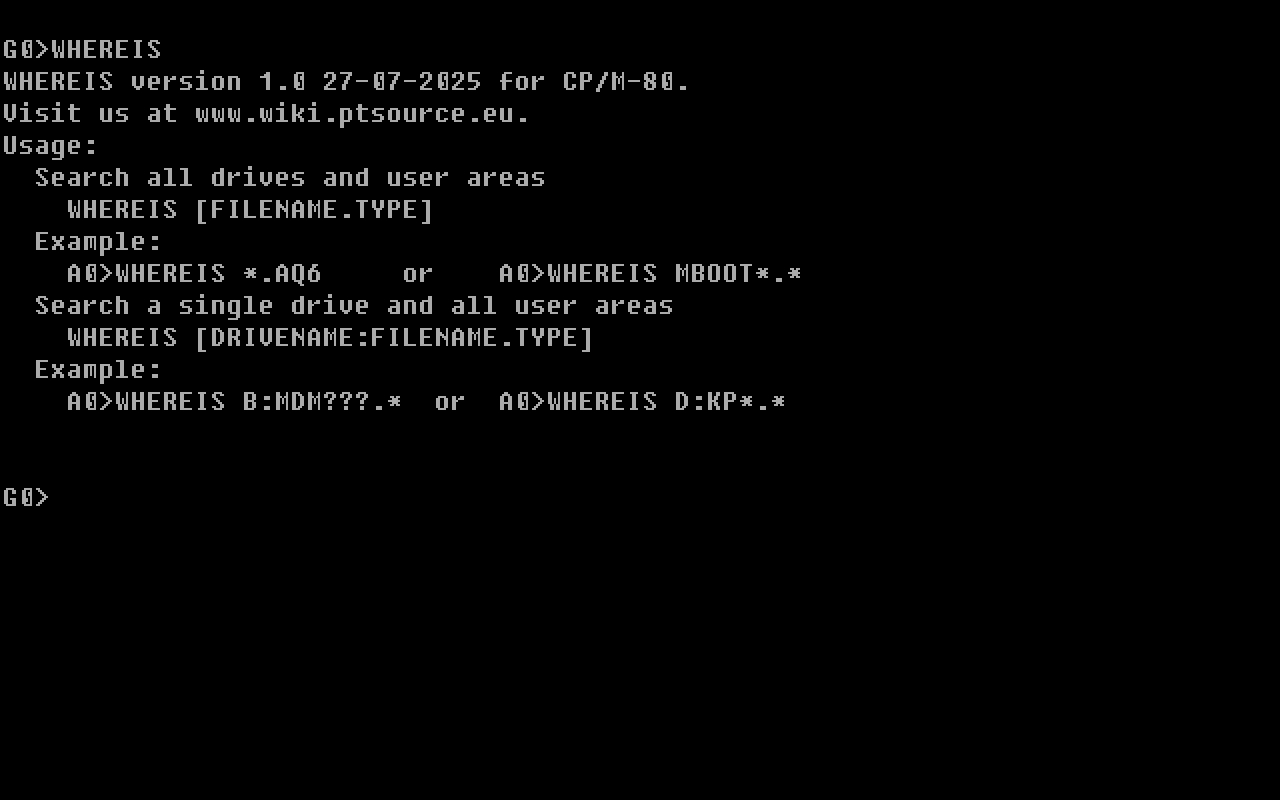 G0>WHEREIS
WHEREIS version 1.0 27-07-2025 for CP/M-80.
Visit us at www.wiki.ptsource.eu.
Usage:
  Search all drives and user areas
    WHEREIS [FILENAME.TYPE]
  Example:
    A0>WHEREIS *.AQ6     or    A0>WHEREIS MBOOT*.*
  Search a single drive and all user areas
    WHEREIS [DRIVENAME:FILENAME.TYPE]
  Example:
    A0>WHEREIS B:MDM???.*  or  A0>WHEREIS D:KP*.*
G0>